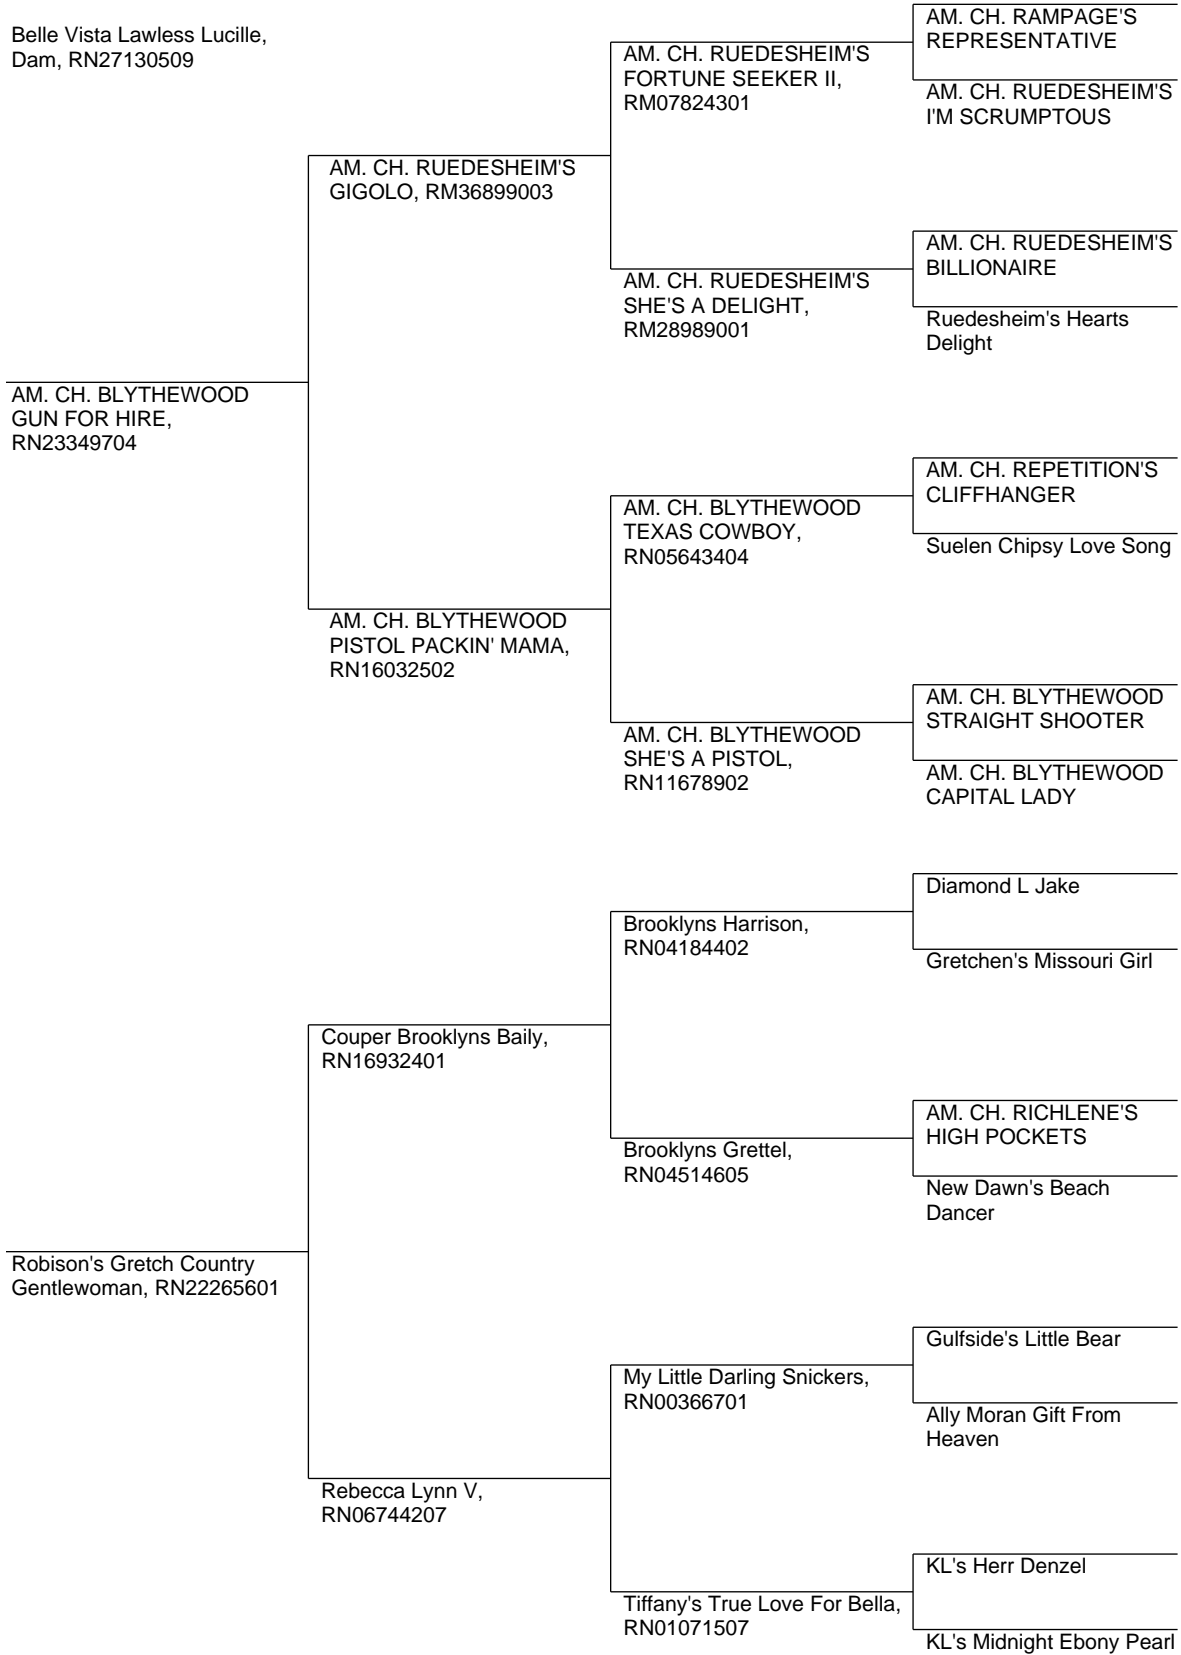 Belle Vista Lawless Lucille,
Dam, RN27130509
AM. CH. BLYTHEWOOD
GUN FOR HIRE,
RN23349704
Robison's Gretch Country
Gentlewoman, RN22265601
AM. CH. RUEDESHEIM'S
GIGOLO, RM36899003
AM. CH. BLYTHEWOOD
PISTOL PACKIN' MAMA,
RN16032502
Couper Brooklyns Baily,
RN16932401
Rebecca Lynn V,
RN06744207
AM. CH. RUEDESHEIM'S
FORTUNE SEEKER II,
RM07824301
AM. CH. RUEDESHEIM'S
SHE'S A DELIGHT,
RM28989001
AM. CH. BLYTHEWOOD
TEXAS COWBOY,
RN05643404
AM. CH. BLYTHEWOOD
SHE'S A PISTOL,
RN11678902
Brooklyns Harrison,
RN04184402
Brooklyns Grettel,
RN04514605
My Little Darling Snickers,
RN00366701
Tiffany's True Love For Bella,
RN01071507
AM. CH. RAMPAGE'S
REPRESENTATIVE
AM. CH. RUEDESHEIM'S
I'M SCRUMPTOUS
AM. CH. RUEDESHEIM'S
BILLIONAIRE
Ruedesheim's Hearts
Delight
AM. CH. REPETITION'S
CLIFFHANGER
Suelen Chipsy Love Song
AM. CH. BLYTHEWOOD
STRAIGHT SHOOTER
AM. CH. BLYTHEWOOD
CAPITAL LADY
Diamond L Jake
Gretchen's Missouri Girl
AM. CH. RICHLENE'S
HIGH POCKETS
New Dawn's Beach
Dancer
Gulfside's Little Bear
Ally Moran Gift From
Heaven
KL's Herr Denzel
KL's Midnight Ebony Pearl